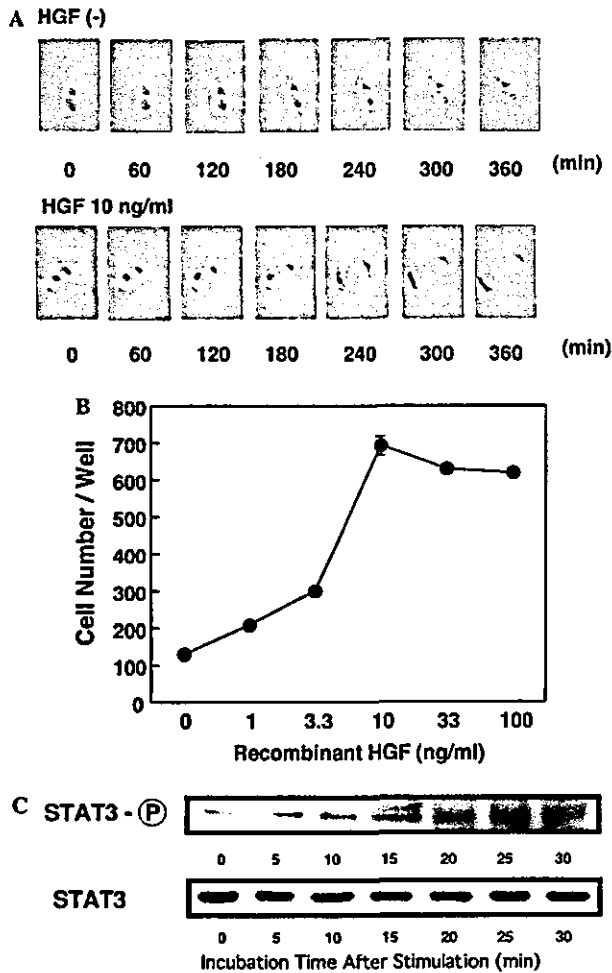 A HGF (-)
0 60 120 180 240 300 360 (min)
HGF 10 ng/ml
0 60 120 180 240 300 360 (min)
B
800
700
600
500
400
300
200
100
0
Cell Number / Well
0 1 3.3 10 33 100
Recombinant HGF (ng/ml)
C STAT3 - P
0 5 10 15 20 25 30
STAT3
0 5 10 15 20 25 30
Incubation Time After Stimulation (min)